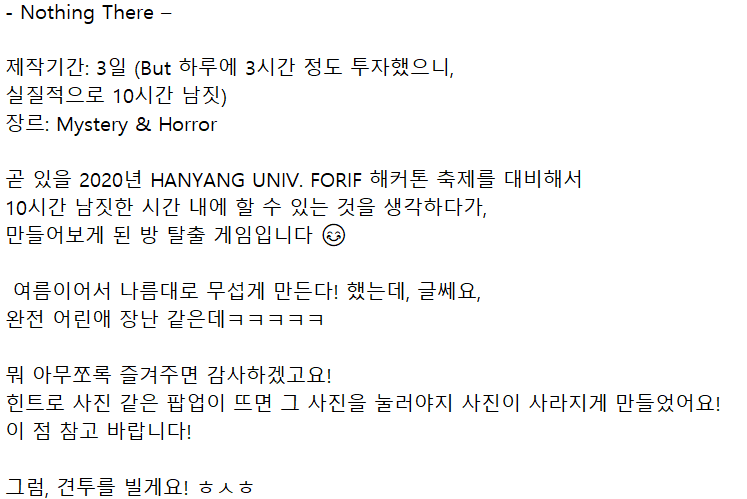 - Nothing There –
제작기간: 3일 (But 하루에 3시간 정도 투자했으니,
실질적으로 10시간 남짓)
장르: Mystery & Horror
곧 있을 2020년 HANYANG UNIV. FORIF 해커톤 축제를 대비해서
10시간 남짓한 시간 내에 할 수 있는 것을 생각하다가,
만들어보게 된 방 탈출 게임입니다 😊
여름이어서 나름대로 무섭게 만든다! 했는데, 글쎄요,
완전 어린애 장난 같은데ㅋㅋㅋㅋㅋ
뭐 아무쪼록 즐겨주면 감사하겠고요!
힌트로 사진 같은 팝업이 뜨면 그 사진을 눌러야지 사진이 사라지게 만들었어요!
이 점 참고 바랍니다!
그럼, 견투를 빌게요! ㅎㅅㅎ